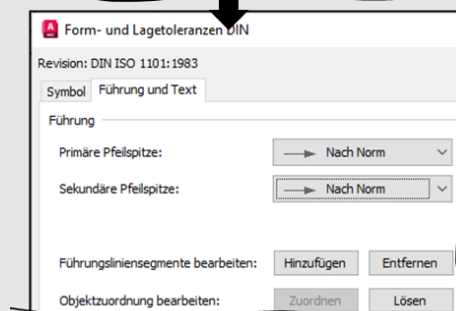 Form- und Lagetoleranzen DIN
Revision: DIN ISO 1101:1983
Symbol Führung und Text
Führung
Primäre Pfeilspitze: Nach Norm
Sekundäre Pfeilspitze: Nach Norm
Führungsliniensegmente bearbeiten: Hinzufügen Entfernen
Objektzuordnung bearbeiten: Zuordnen Lösen